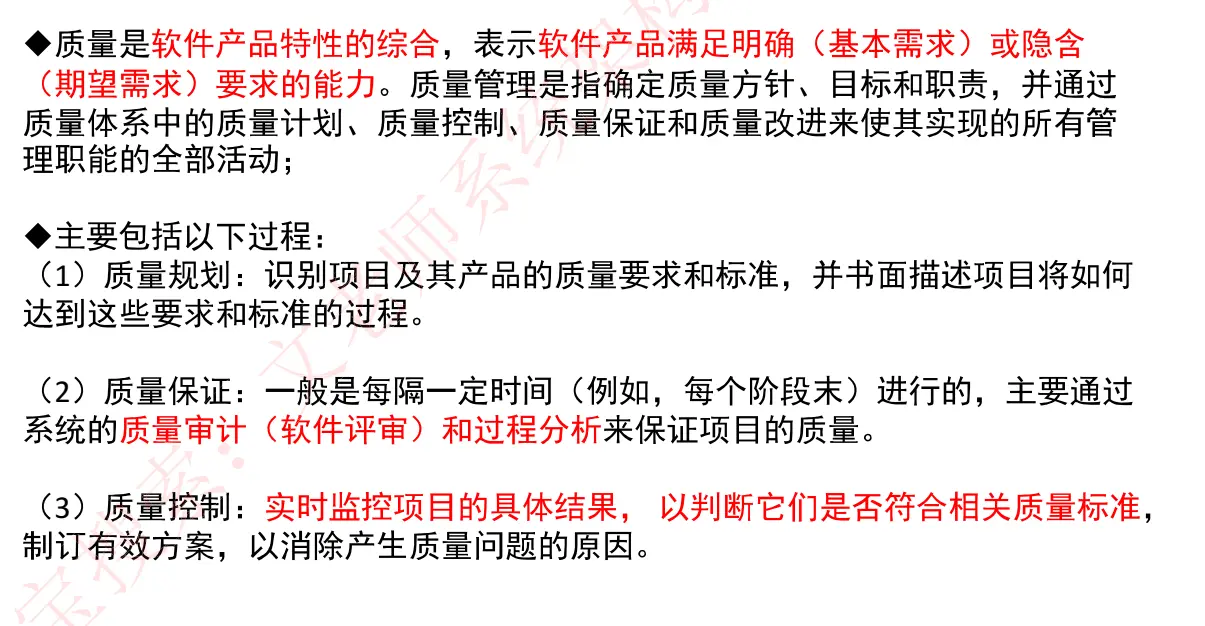 ◆质量是软件产品特性的综合，表示软件产品满足明确（基本需求）或隐含
（期望需求）要求的能力。质量管理是指确定质量方针、目标和职责，并通过
质量体系中的质量计划、质量控制、质量保证和质量改进来使其实现的所有管
理职能的全部活动；
◆主要包括以下过程：
（1）质量规划：识别项目及其产品的质量要求和标准，并书面描述项目将如何
达到这些要求和标准的过程。
（2）质量保证：一般是每隔一定时间（例如，每个阶段末）进行的，主要通过
系统的质量审计（软件评审）和过程分析来保证项目的质量。
（3）质量控制：实时监控项目的具体结果， 以判断它们是否符合相关质量标准，
制订有效方案，以消除产生质量问题的原因。
宝搜索：文老师系统架构